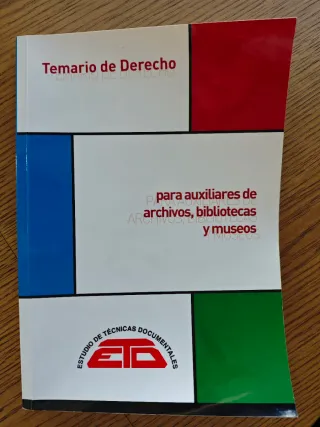 Temario de Derecho
para auxiliares de
archivos, bibliotecas
y museos
ESTUDIO DE TÉCNICAS DOCUMENTALES
ETD